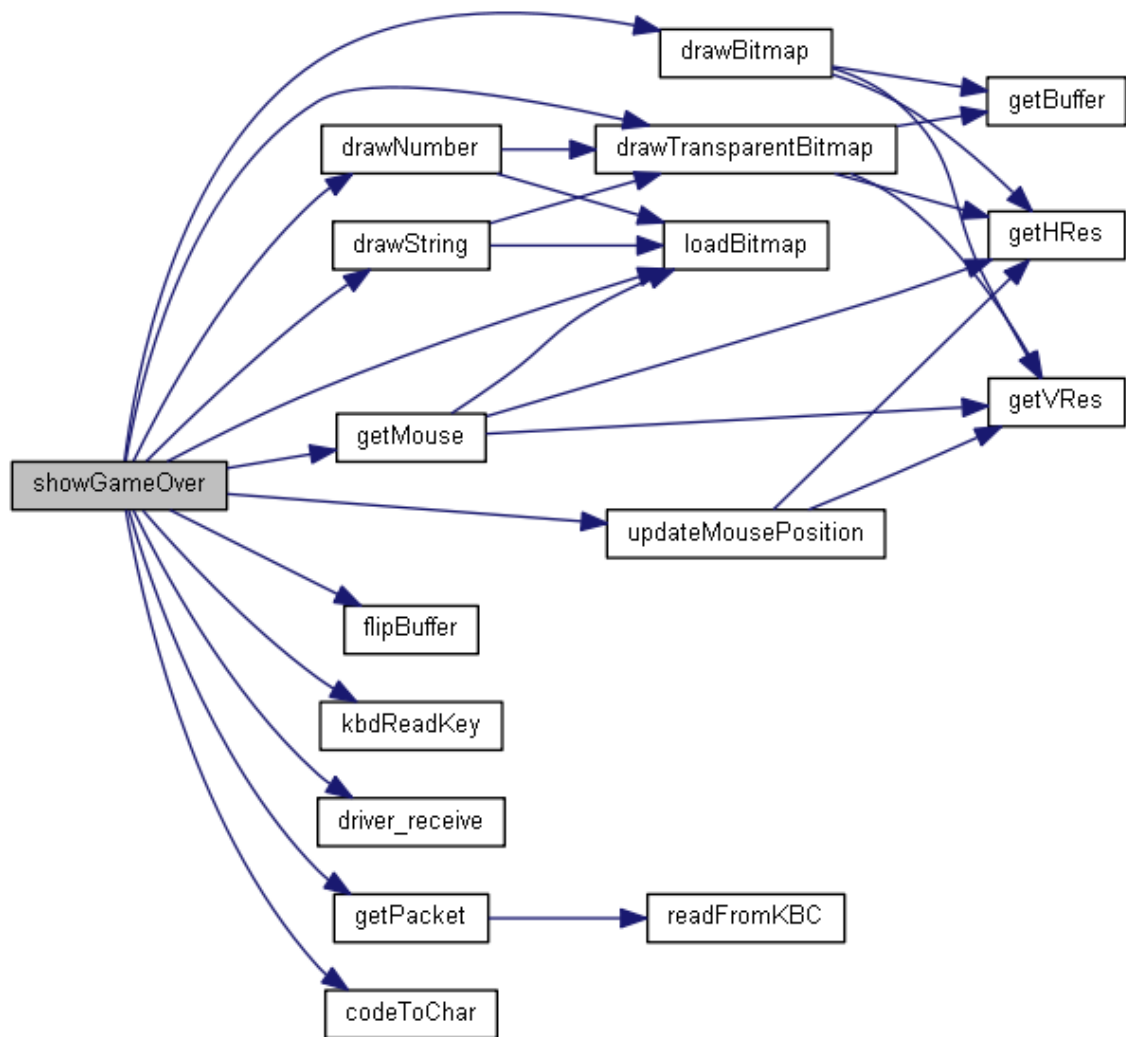 drawBitmap
getBuffer
drawNumber
drawTransparentBitmap
drawString
loadBitmap
getHRes
getMouse
getVRes
showGameOver
updateMousePosition
flipBuffer
kbdReadKey
driver_receive
getPacket
readFromKBC
codeToChar